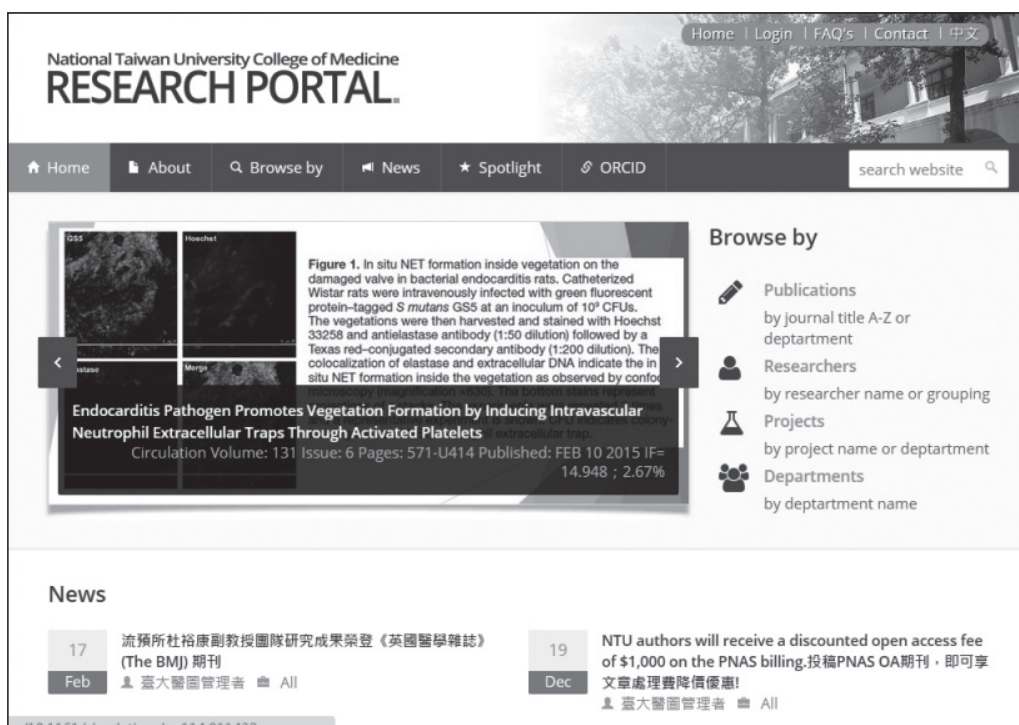 Home | Login | FAQ's | Contact | 中文
National Taiwan University College of Medicine
RESEARCH PORTAL.
Home
About
Browse by
News
Spotlight
ORCID
search website
GS5
Hoechst
Merge
Figure 1. In situ NET formation inside vegetation on the
damaged valve in bacterial endocarditis rats. Catheterized
Wistar rats were intravenously infected with green fluorescent
protein–tagged S mutans GS5 at an inoculum of 10⁹ CFUs.
The vegetations were then harvested and stained with Hoechst
33258 and antielastase antibody (1:50 dilution) followed by a
Texas red–conjugated secondary antibody (1:200 dilution). The
colocalization of elastase and extracellular DNA indicate the in
situ NET formation inside the vegetation as observed by
microscopy (magnification ×630). The bottom stains represent
Endocarditis Pathogen Promotes Vegetation Formation by Inducing Intravascular
Neutrophil Extracellular Traps Through Activated Platelets
Circulation Volume: 131 Issue: 6 Pages: 571-U414 Published: FEB 10 2015 IF=
14.948 ; 2.67%
Browse by
Publications
by journal title A-Z or
deptartment
Researchers
by researcher name or grouping
Projects
by project name or deptartment
Departments
by deptartment name
News
17
Feb
流預所杜裕康副教授團隊研究成果榮登《英國醫學雜誌》
(The BMJ) 期刊
臺大醫圖管理者 All
19
Dec
NTU authors will receive a discounted open access fee
of $1,000 on the PNAS billing.投稿PNAS OA期刊，即可享
文章處理費降價優惠!
臺大醫圖管理者 All